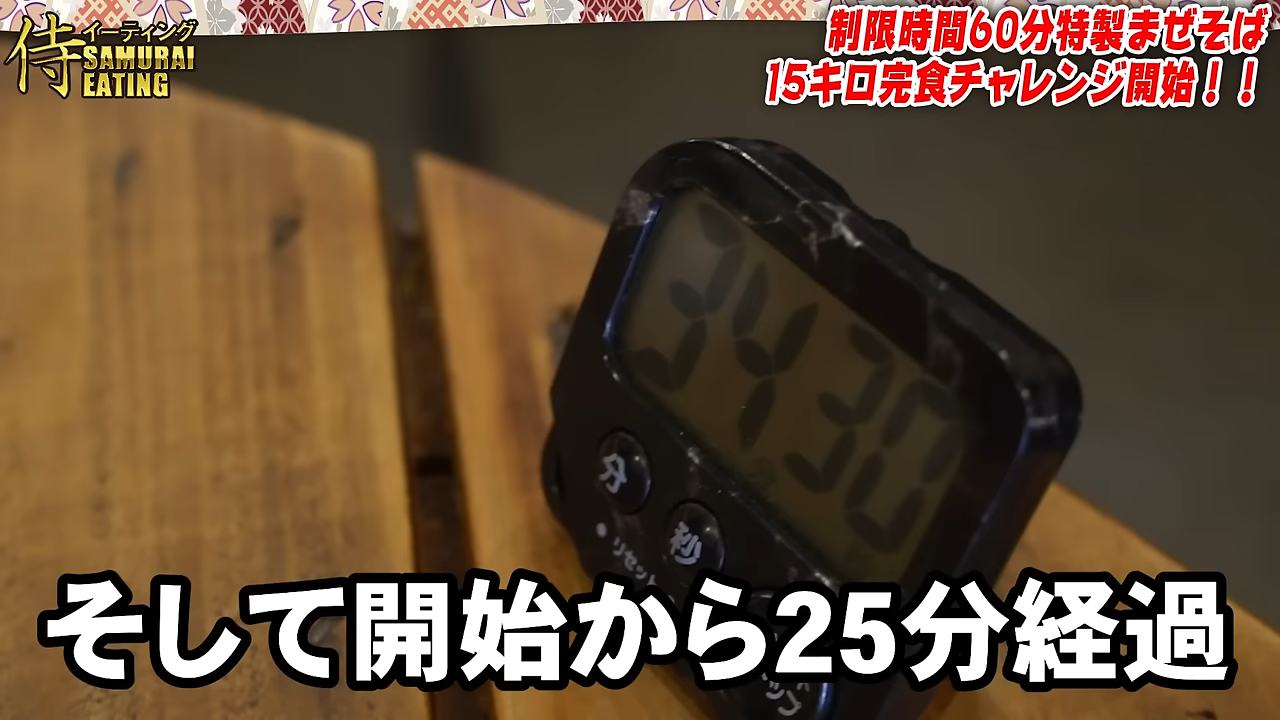 侍
イーティング
SAMURAI
EATING
制限時間60分特製まぜそば
15キロ完食チャレンジ開始！！
34 30
分
秒
リセット
そして開始から25分経過